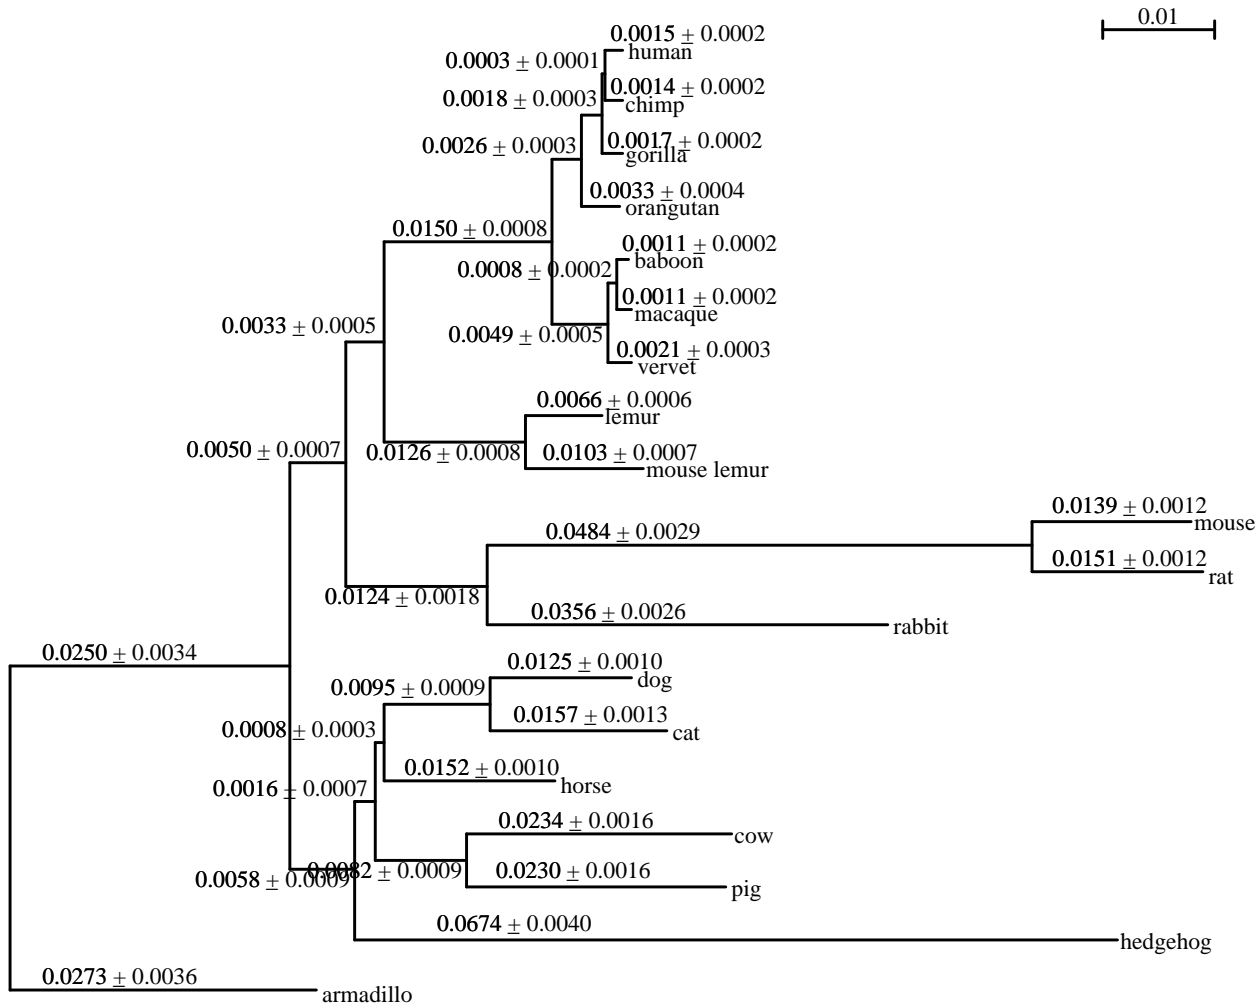 0.01
0.0015 ± 0.0002
human
0.0003 ± 0.0001
0.0014 ± 0.0002
chimp
0.0018 ± 0.0003
0.0017 ± 0.0002
gorilla
0.0026 ± 0.0003
0.0033 ± 0.0004
orangutan
0.0150 ± 0.0008
0.0011 ± 0.0002
baboon
0.0008 ± 0.0002
0.0011 ± 0.0002
macaque
0.0033 ± 0.0005
0.0049 ± 0.0005
0.0021 ± 0.0003
vervet
0.0066 ± 0.0006
lemur
0.0050 ± 0.0007
0.0126 ± 0.0008
0.0103 ± 0.0007
mouse lemur
0.0139 ± 0.0012
mouse
0.0484 ± 0.0029
0.0151 ± 0.0012
rat
0.0124 ± 0.0018
0.0356 ± 0.0026
rabbit
0.0250 ± 0.0034
0.0125 ± 0.0010
dog
0.0095 ± 0.0009
0.0157 ± 0.0013
cat
0.0008 ± 0.0003
0.0152 ± 0.0010
horse
0.0016 ± 0.0007
0.0234 ± 0.0016
cow
0.0058 ± 0.0009
0.0082 ± 0.0009
0.0230 ± 0.0016
pig
0.0674 ± 0.0040
hedgehog
0.0273 ± 0.0036
armadillo